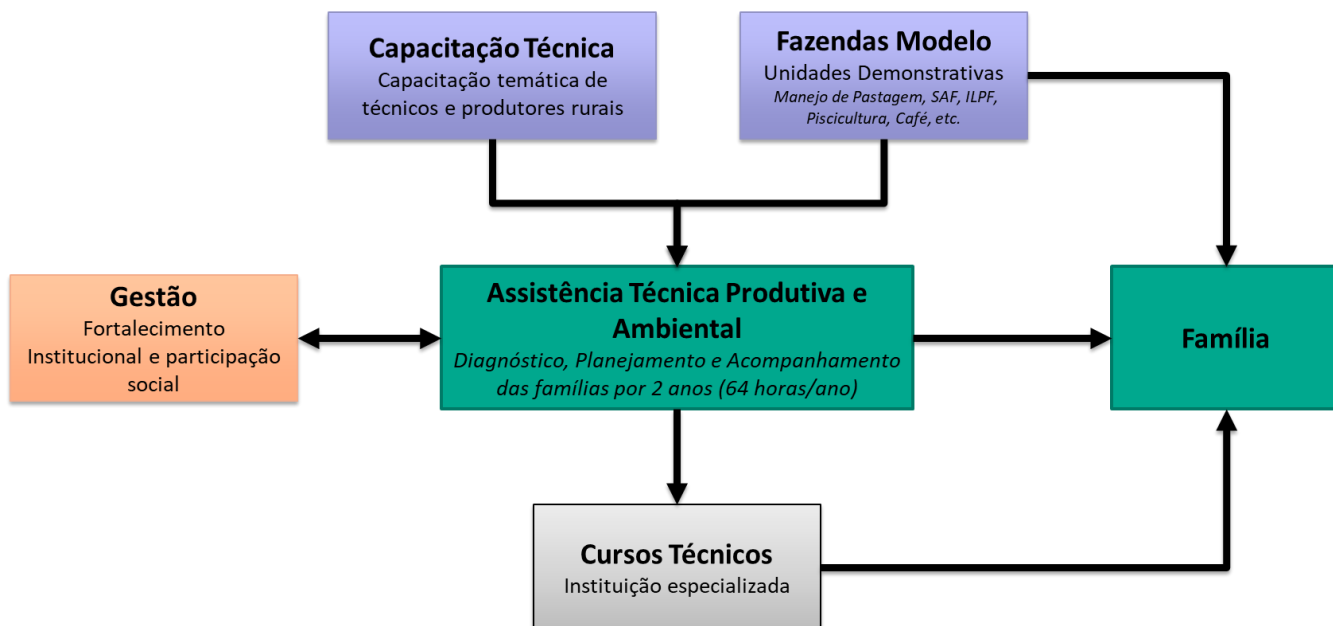 Capacitação Técnica
Capacitação temática de
técnicos e produtores rurais
Fazendas Modelo
Unidades Demonstrativas
Manejo de Pastagem, SAF, ILPF,
Piscicultura, Café, etc.
Gestão
Fortalecimento
Institucional e participação
social
Assistência Técnica Produtiva e
Ambiental
Diagnóstico, Planejamento e Acompanhamento
das famílias por 2 anos (64 horas/ano)
Família
Cursos Técnicos
Instituição especializada